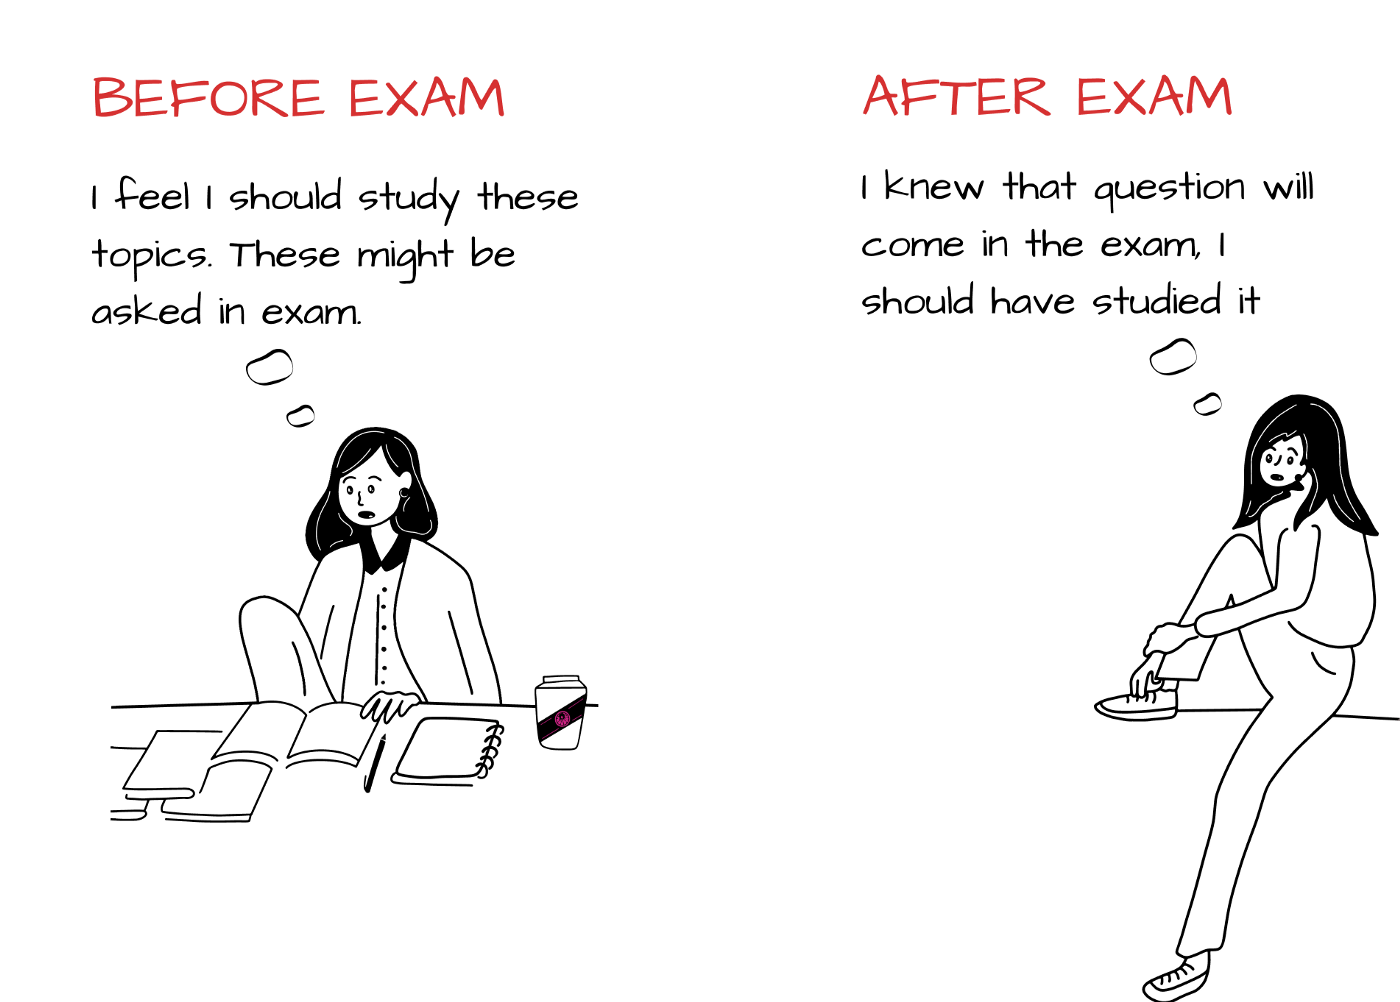 BEFORE EXAM
I feel I should study these
topics. These might be
asked in exam.
AFTER EXAM
I knew that question will
come in the exam, I
should have studied it